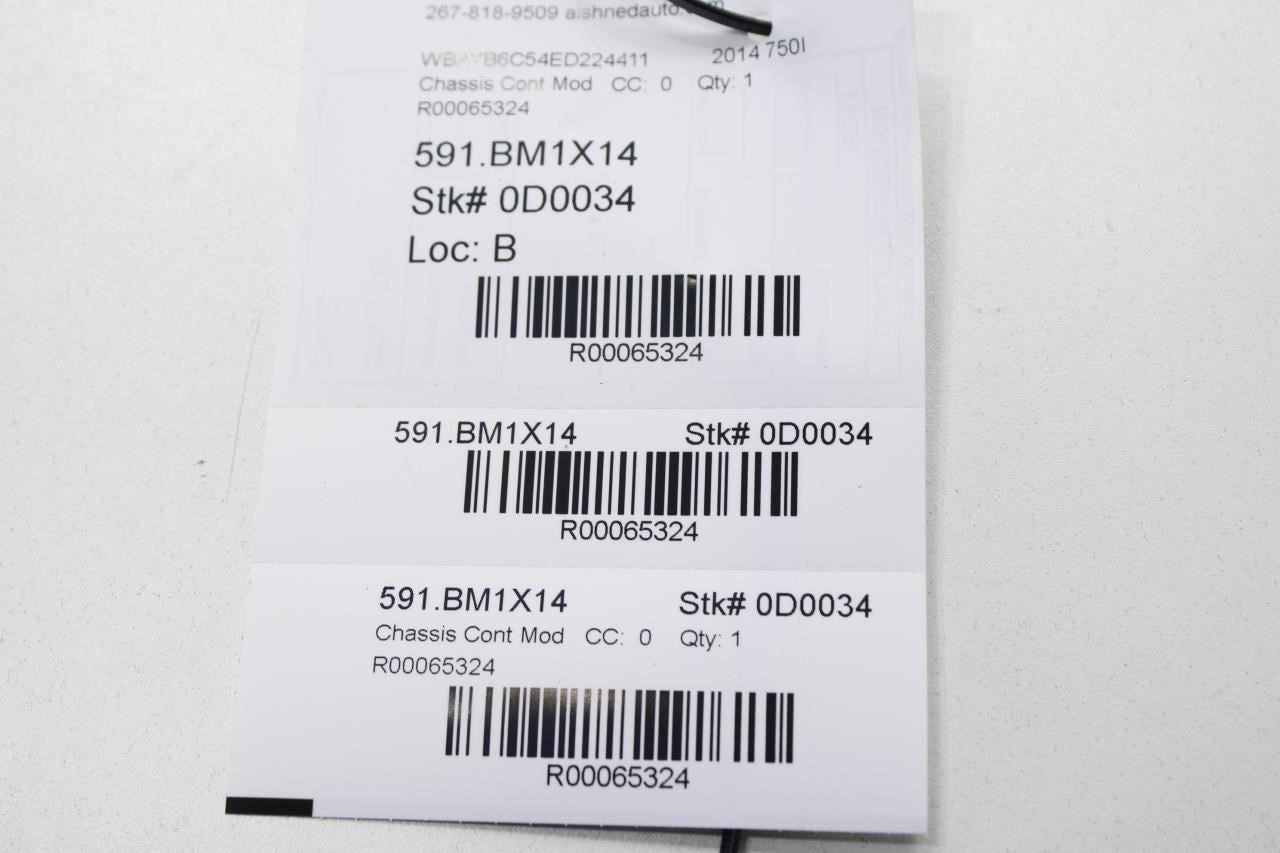 267-818-9509
2014 750I
Chassis Cont Mod CC: 0 Qty: 1
R00065324
591.BM1X14
Stk# 0D0034
Loc: B
R00065324
591.BM1X14 Stk# 0D0034
R00065324
591.BM1X14 Stk# 0D0034
Chassis Cont Mod CC: 0 Qty: 1
R00065324
R00065324